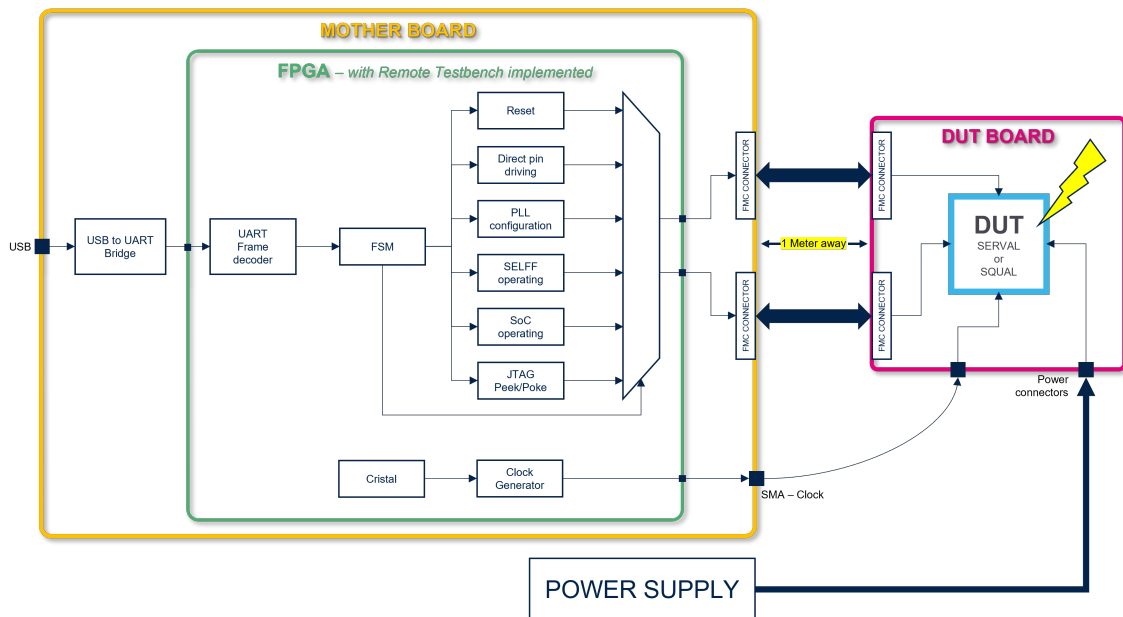 MOTHER BOARD
FPGA – with Remote Testbench implemented
USB
USB to UART
Bridge
UART
Frame
decoder
FSM
Reset
Direct pin
driving
PLL
configuration
SELFF
operating
SoC
operating
JTAG
Peek/Poke
Cristal
Clock
Generator
FMC CONNECTOR
FMC CONNECTOR
SMA – Clock
1 Meter away
DUT BOARD
FMC CONNECTOR
FMC CONNECTOR
DUT
SERVAL
or
SQUAL
Power
connectors
POWER SUPPLY